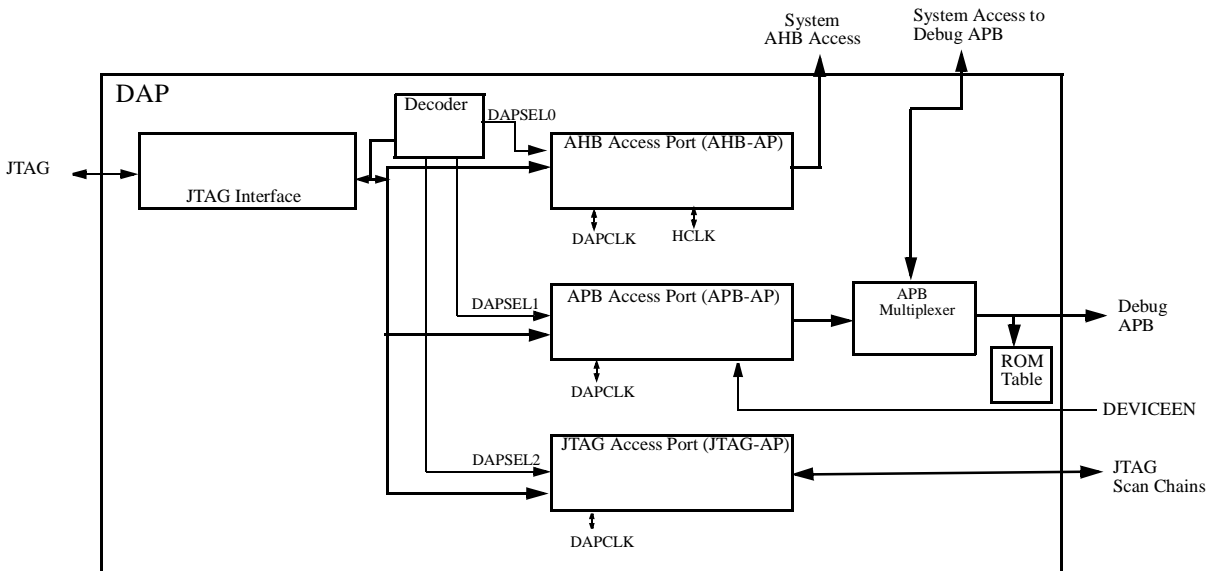 System
AHB Access
System Access to
Debug APB
DAP
Decoder
DAPSEL0
AHB Access Port (AHB-AP)
JTAG
JTAG Interface
DAPCLK
HCLK
DAPSEL1
APB Access Port (APB-AP)
APB
Multiplexer
Debug
APB
ROM
Table
DAPCLK
DEVICEEN
DAPSEL2
JTAG Access Port (JTAG-AP)
JTAG
Scan Chains
DAPCLK